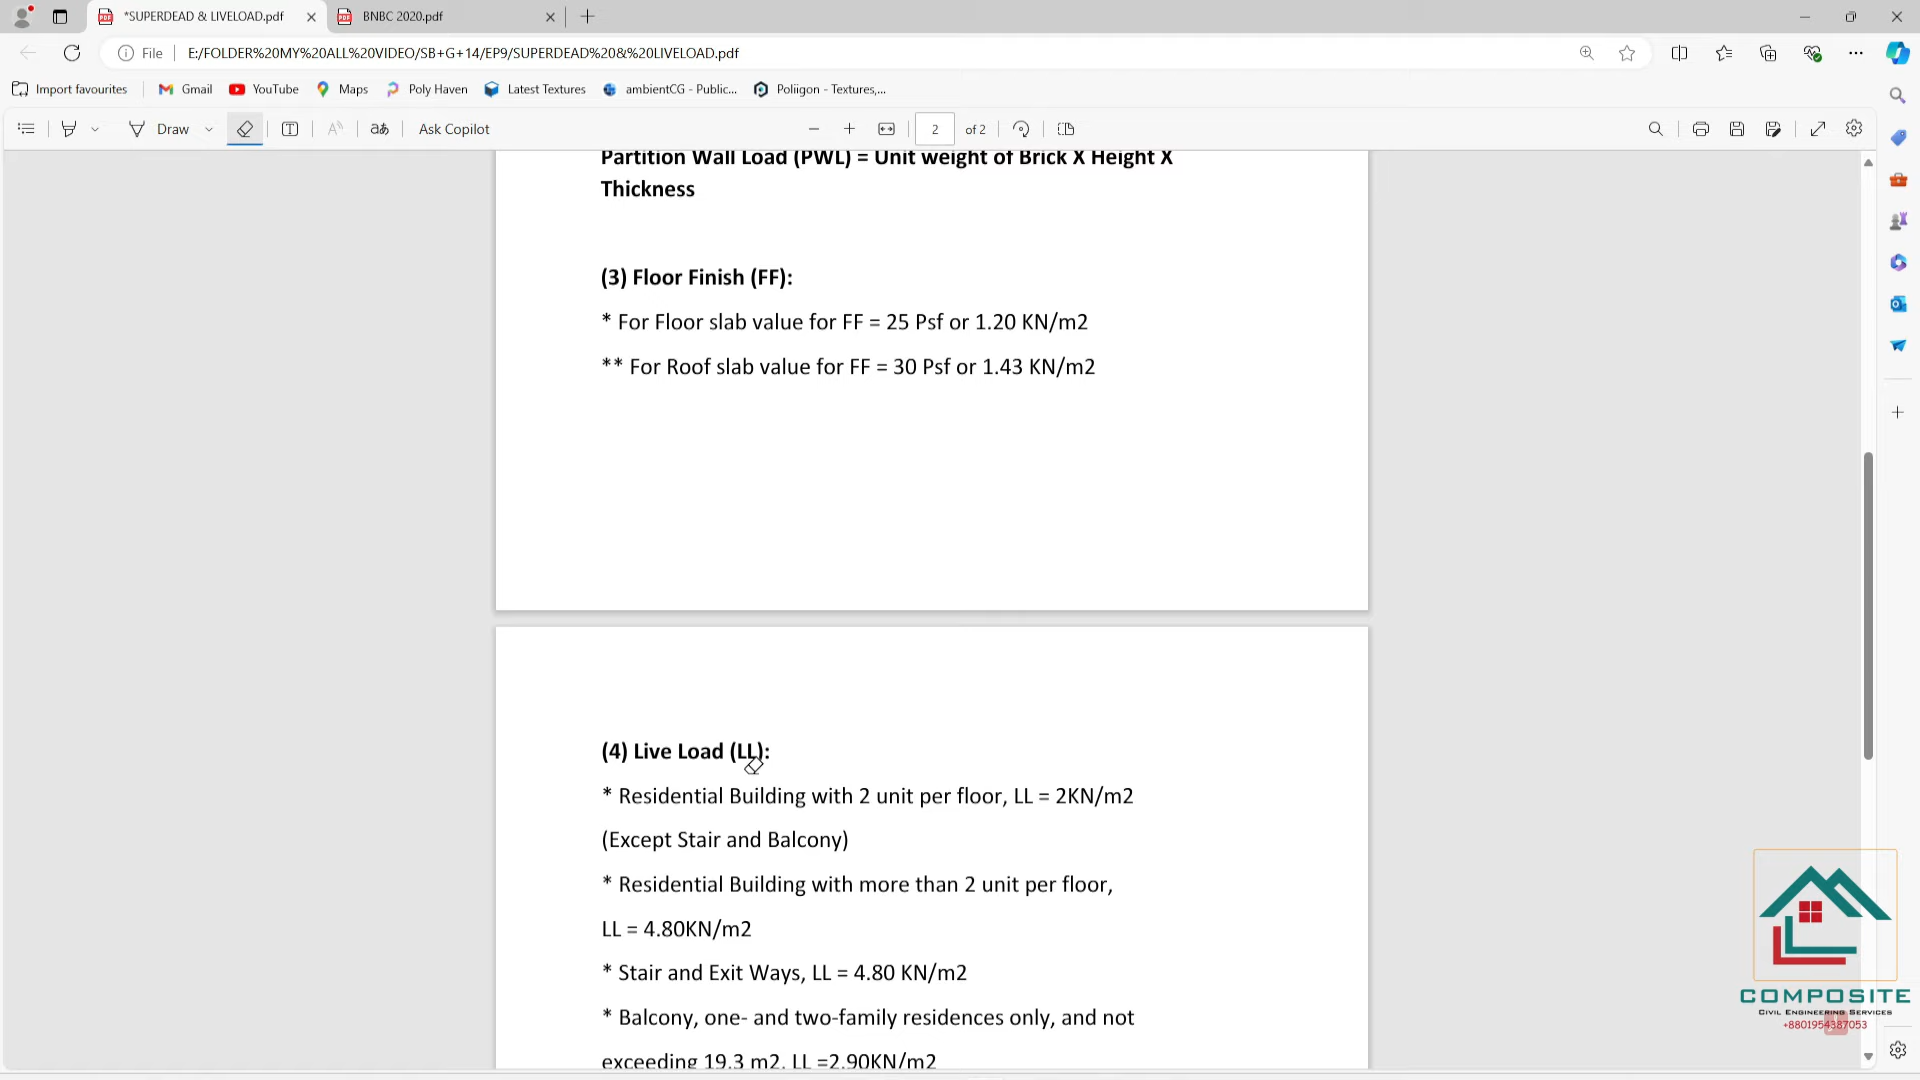 *SUPERDEAD & LIVELOAD.pdf
BNBC 2020.pdf
File
E:/FOLDER%20MY%20ALL%20VIDEO/SB+G+14/EP9/SUPERDEAD%20&%20LIVELOAD.pdf
Import favourites
Gmail
YouTube
Maps
Poly Haven
Latest Textures
ambientCG - Public...
Poliigon - Textures,...
Draw
Ask Copilot
2
of 2
Partition Wall Load (PWL) = Unit weight of Brick X Height X
Thickness
(3) Floor Finish (FF):
* For Floor slab value for FF = 25 Psf or 1.20 KN/m2
** For Roof slab value for FF = 30 Psf or 1.43 KN/m2
(4) Live Load (LL):
* Residential Building with 2 unit per floor, LL = 2KN/m2
(Except Stair and Balcony)
* Residential Building with more than 2 unit per floor,
LL = 4.80KN/m2
* Stair and Exit Ways, LL = 4.80 KN/m2
* Balcony, one- and two-family residences only, and not
exceeding 19.3 m2, LL =2.90KN/m2
COMPOSITE
CIVIL ENGINEERING SERVICES
+8801954387053